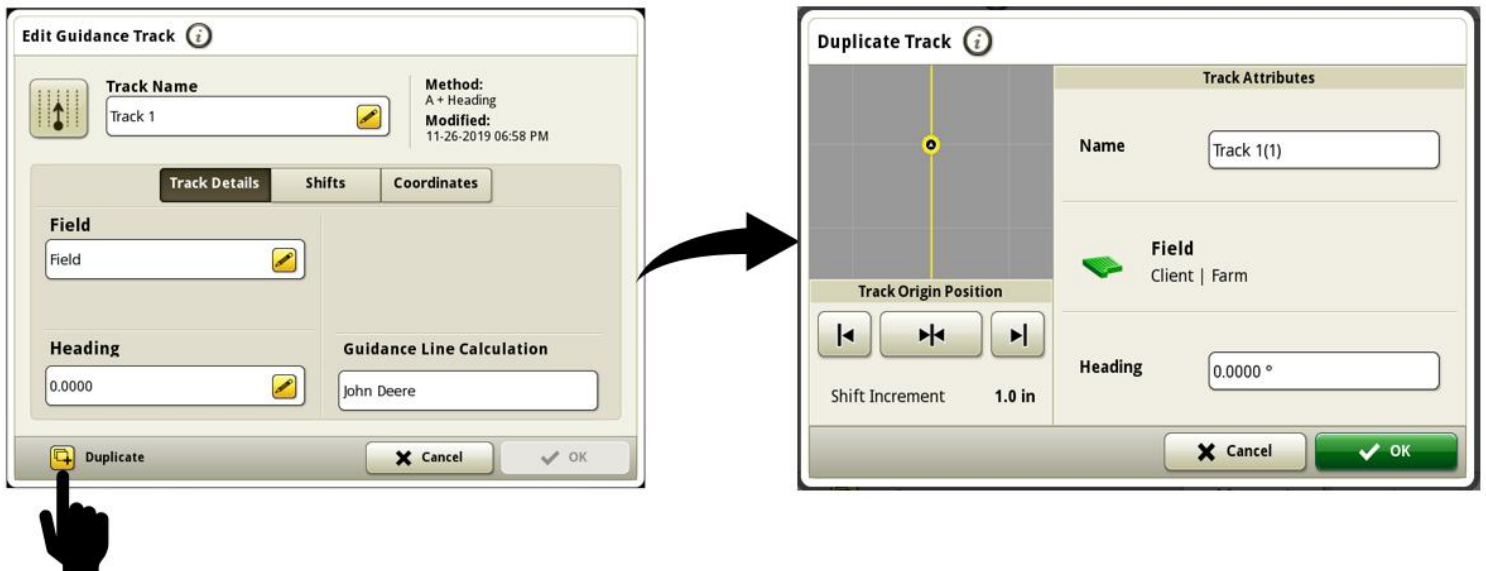 Edit Guidance Track
Track Name
Track 1
Method:
A + Heading
Modified:
11-26-2019 06:58 PM
Track Details
Shifts
Coordinates
Field
Field
Heading
0.0000
Guidance Line Calculation
John Deere
Duplicate
Cancel
OK
Duplicate Track
Track Origin Position
Shift Increment 1.0 in
Track Attributes
Name
Track 1(1)
Field
Client | Farm
Heading
0.0000 °
Cancel
OK